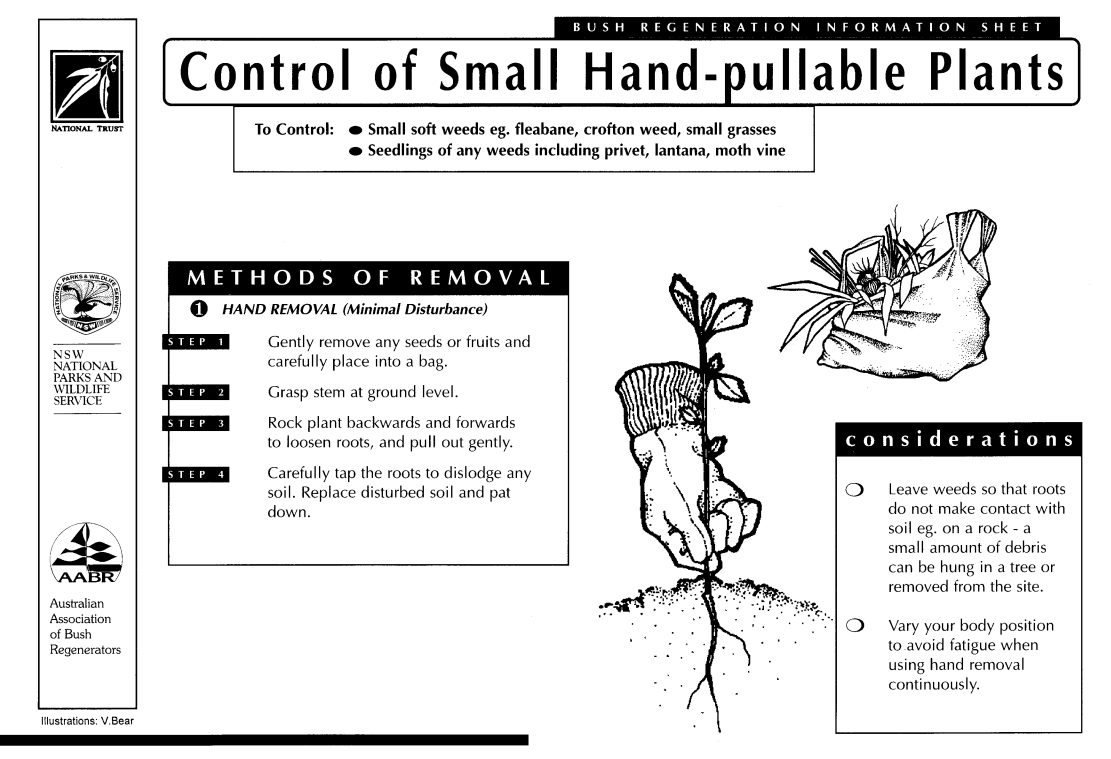 BUSH REGENERATION INFORMATION SHEET
Control of Small Hand-pullable Plants
NATIONAL TRUST
To Control: ● Small soft weeds eg. fleabane, crofton weed, small grasses
● Seedlings of any weeds including privet, lantana, moth vine
NATIONAL PARKS & WILDLIFE SERVICE
NSW
NSW
NATIONAL
PARKS AND
WILDLIFE
SERVICE
AABR
Australian
Association
of Bush
Regenerators
Illustrations: V.Bear
METHODS OF REMOVAL
❶ HAND REMOVAL (Minimal Disturbance)
STEP 1 Gently remove any seeds or fruits and
carefully place into a bag.
STEP 2 Grasp stem at ground level.
STEP 3 Rock plant backwards and forwards
to loosen roots, and pull out gently.
STEP 4 Carefully tap the roots to dislodge any
soil. Replace disturbed soil and pat
down.
considerations
❍ Leave weeds so that roots
do not make contact with
soil eg. on a rock - a
small amount of debris
can be hung in a tree or
removed from the site.
❍ Vary your body position
to avoid fatigue when
using hand removal
continuously.